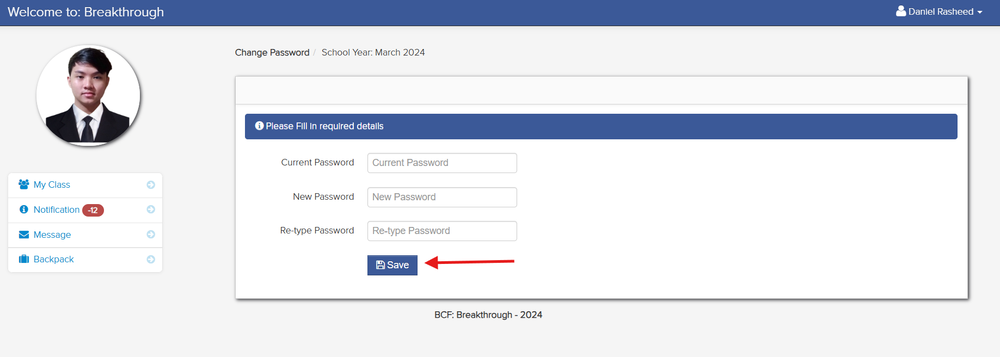 Welcome to: Breakthrough
Daniel Rasheed
Change Password / School Year: March 2024
Please Fill in required details
Current Password Current Password
New Password New Password
Re-type Password Re-type Password
Save
My Class
Notification -12
Message
Backpack
BCF: Breakthrough - 2024